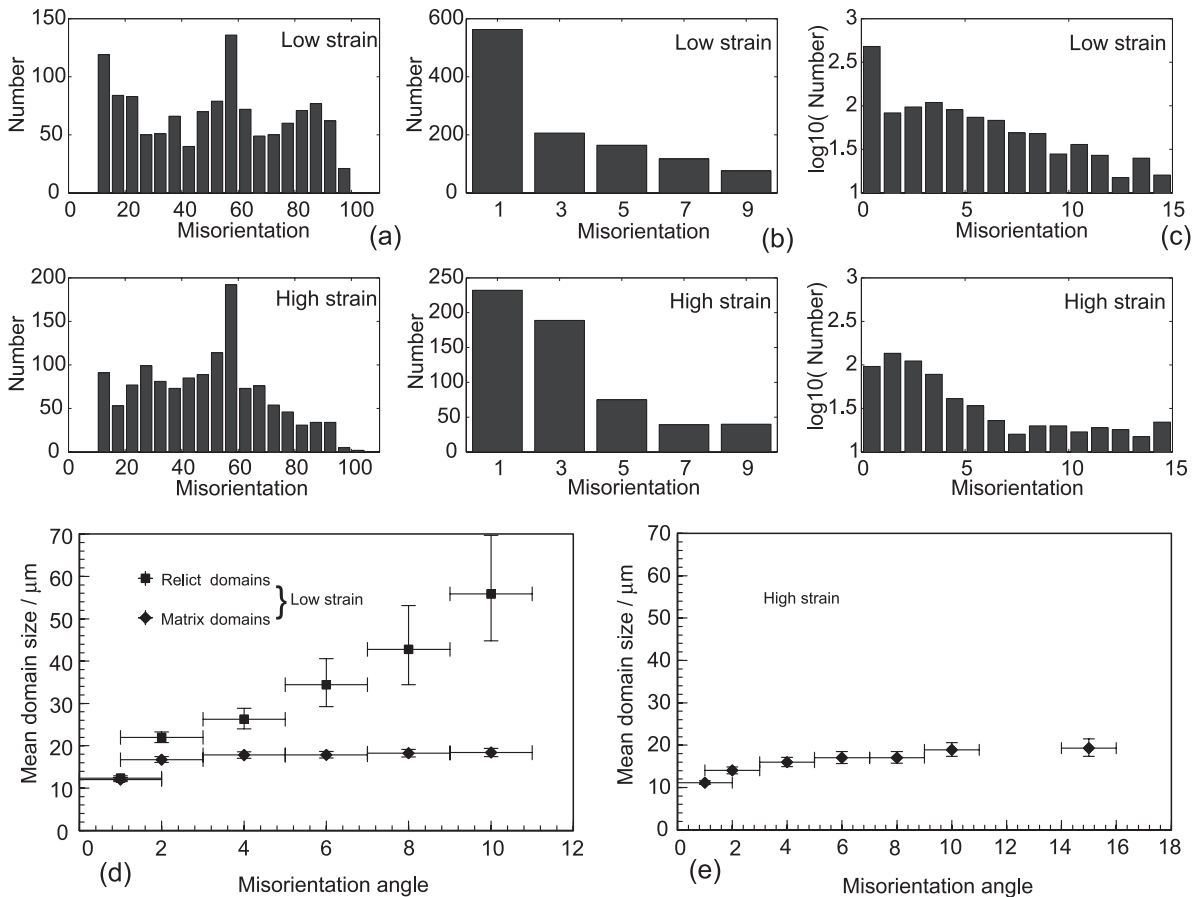 150
100
50
0
Number
Low strain
0 20 40 60 80 100
Misorientation
(a)
600
400
200
0
Number
Low strain
1 3 5 7 9
Misorientation
(b)
3
2.5
2
1.5
1
log10( Number)
Low strain
0 5 10 15
Misorientation
(c)
200
150
100
50
0
Number
High strain
0 20 40 60 80 100
Misorientation
250
200
150
100
50
0
Number
High strain
1 3 5 7 9
Misorientation
3
2.5
2
1.5
1
log10( Number)
High strain
0 5 10 15
Misorientation
70
60
50
40
30
20
10
0
Mean domain size / μm
Relict domains
Matrix domains
} Low strain
0 2 4 6 8 10 12
(d)
Misorientation angle
70
60
50
40
30
20
10
0
Mean domain size / μm
High strain
0 2 4 6 8 10 12 14 16 18
(e)
Misorientation angle